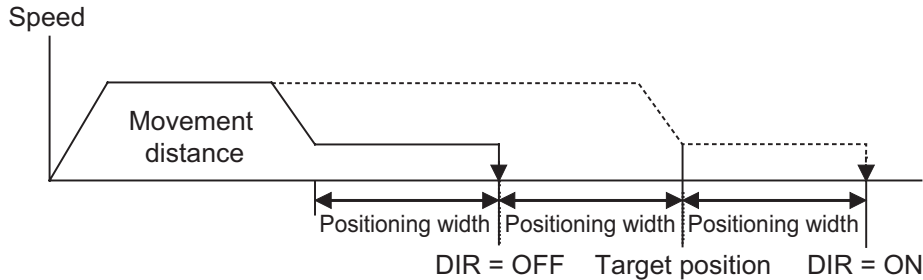 Speed
Movement
distance
Positioning width Positioning width Positioning width
DIR = OFF Target position DIR = ON